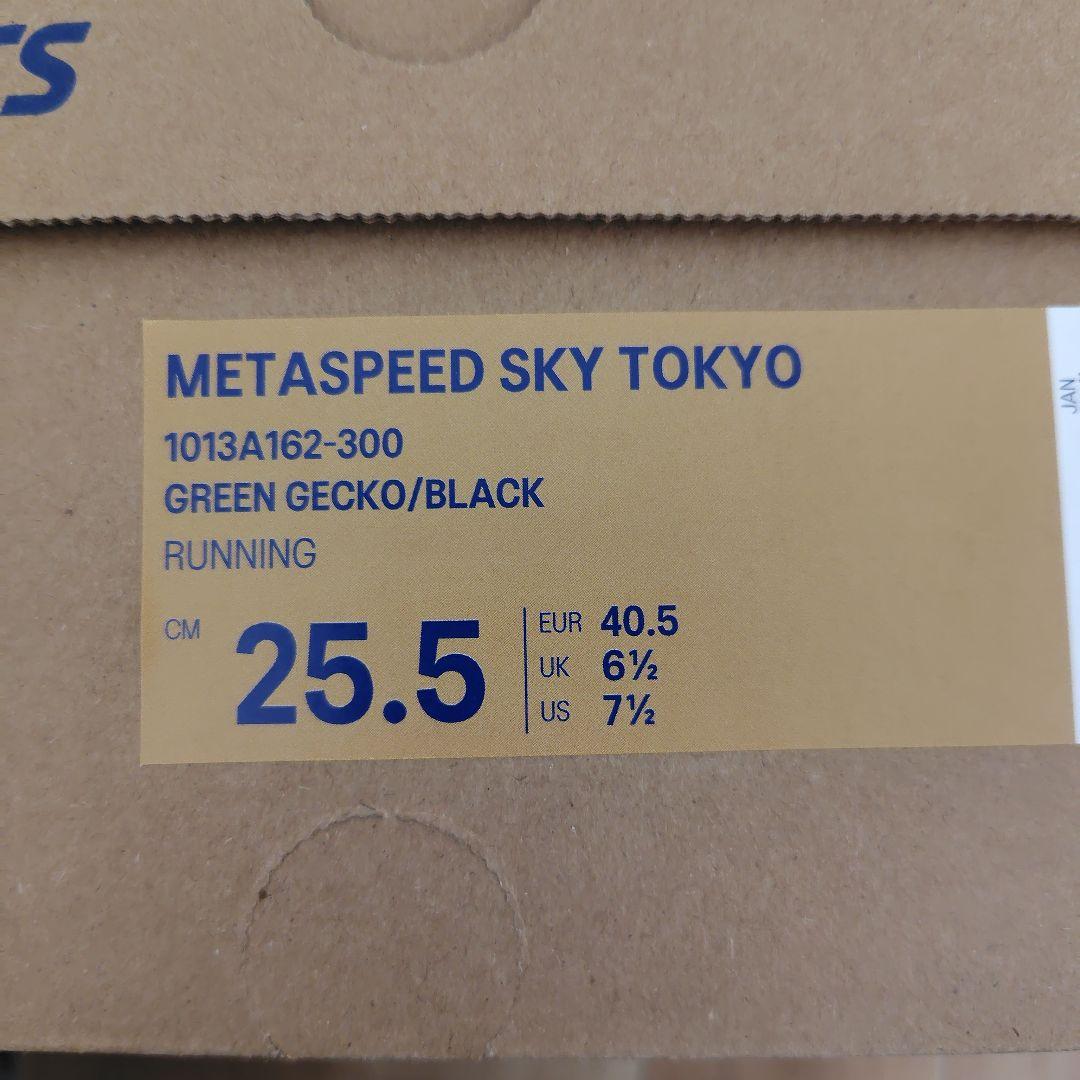 METASPEED SKY TOKYO
1013A162-300
GREEN GECKO/BLACK
RUNNING
CM 25.5
EUR 40.5
UK 6½
US 7½
JAN